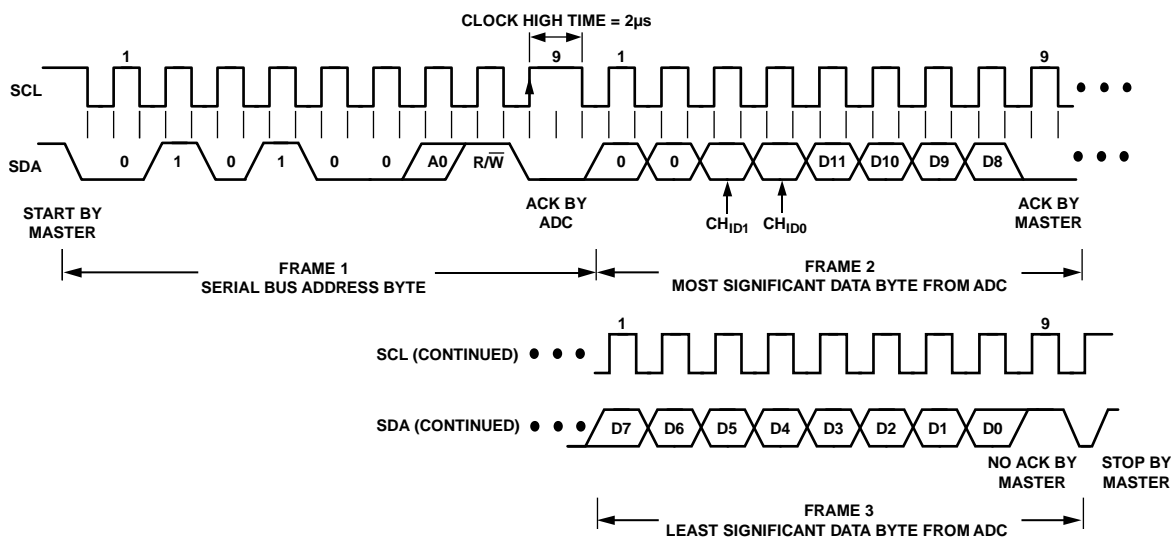 CLOCK HIGH TIME = 2µs
1 9 1 9
SCL
SDA 0 1 0 1 0 0 A0 R/W̅ 0 0 D11 D10 D9 D8
START BY MASTER
ACK BY ADC
CHID1
CHID0
ACK BY MASTER
FRAME 1
SERIAL BUS ADDRESS BYTE
FRAME 2
MOST SIGNIFICANT DATA BYTE FROM ADC
1 9
SCL (CONTINUED)
SDA (CONTINUED) D7 D6 D5 D4 D3 D2 D1 D0
NO ACK BY MASTER
STOP BY MASTER
FRAME 3
LEAST SIGNIFICANT DATA BYTE FROM ADC